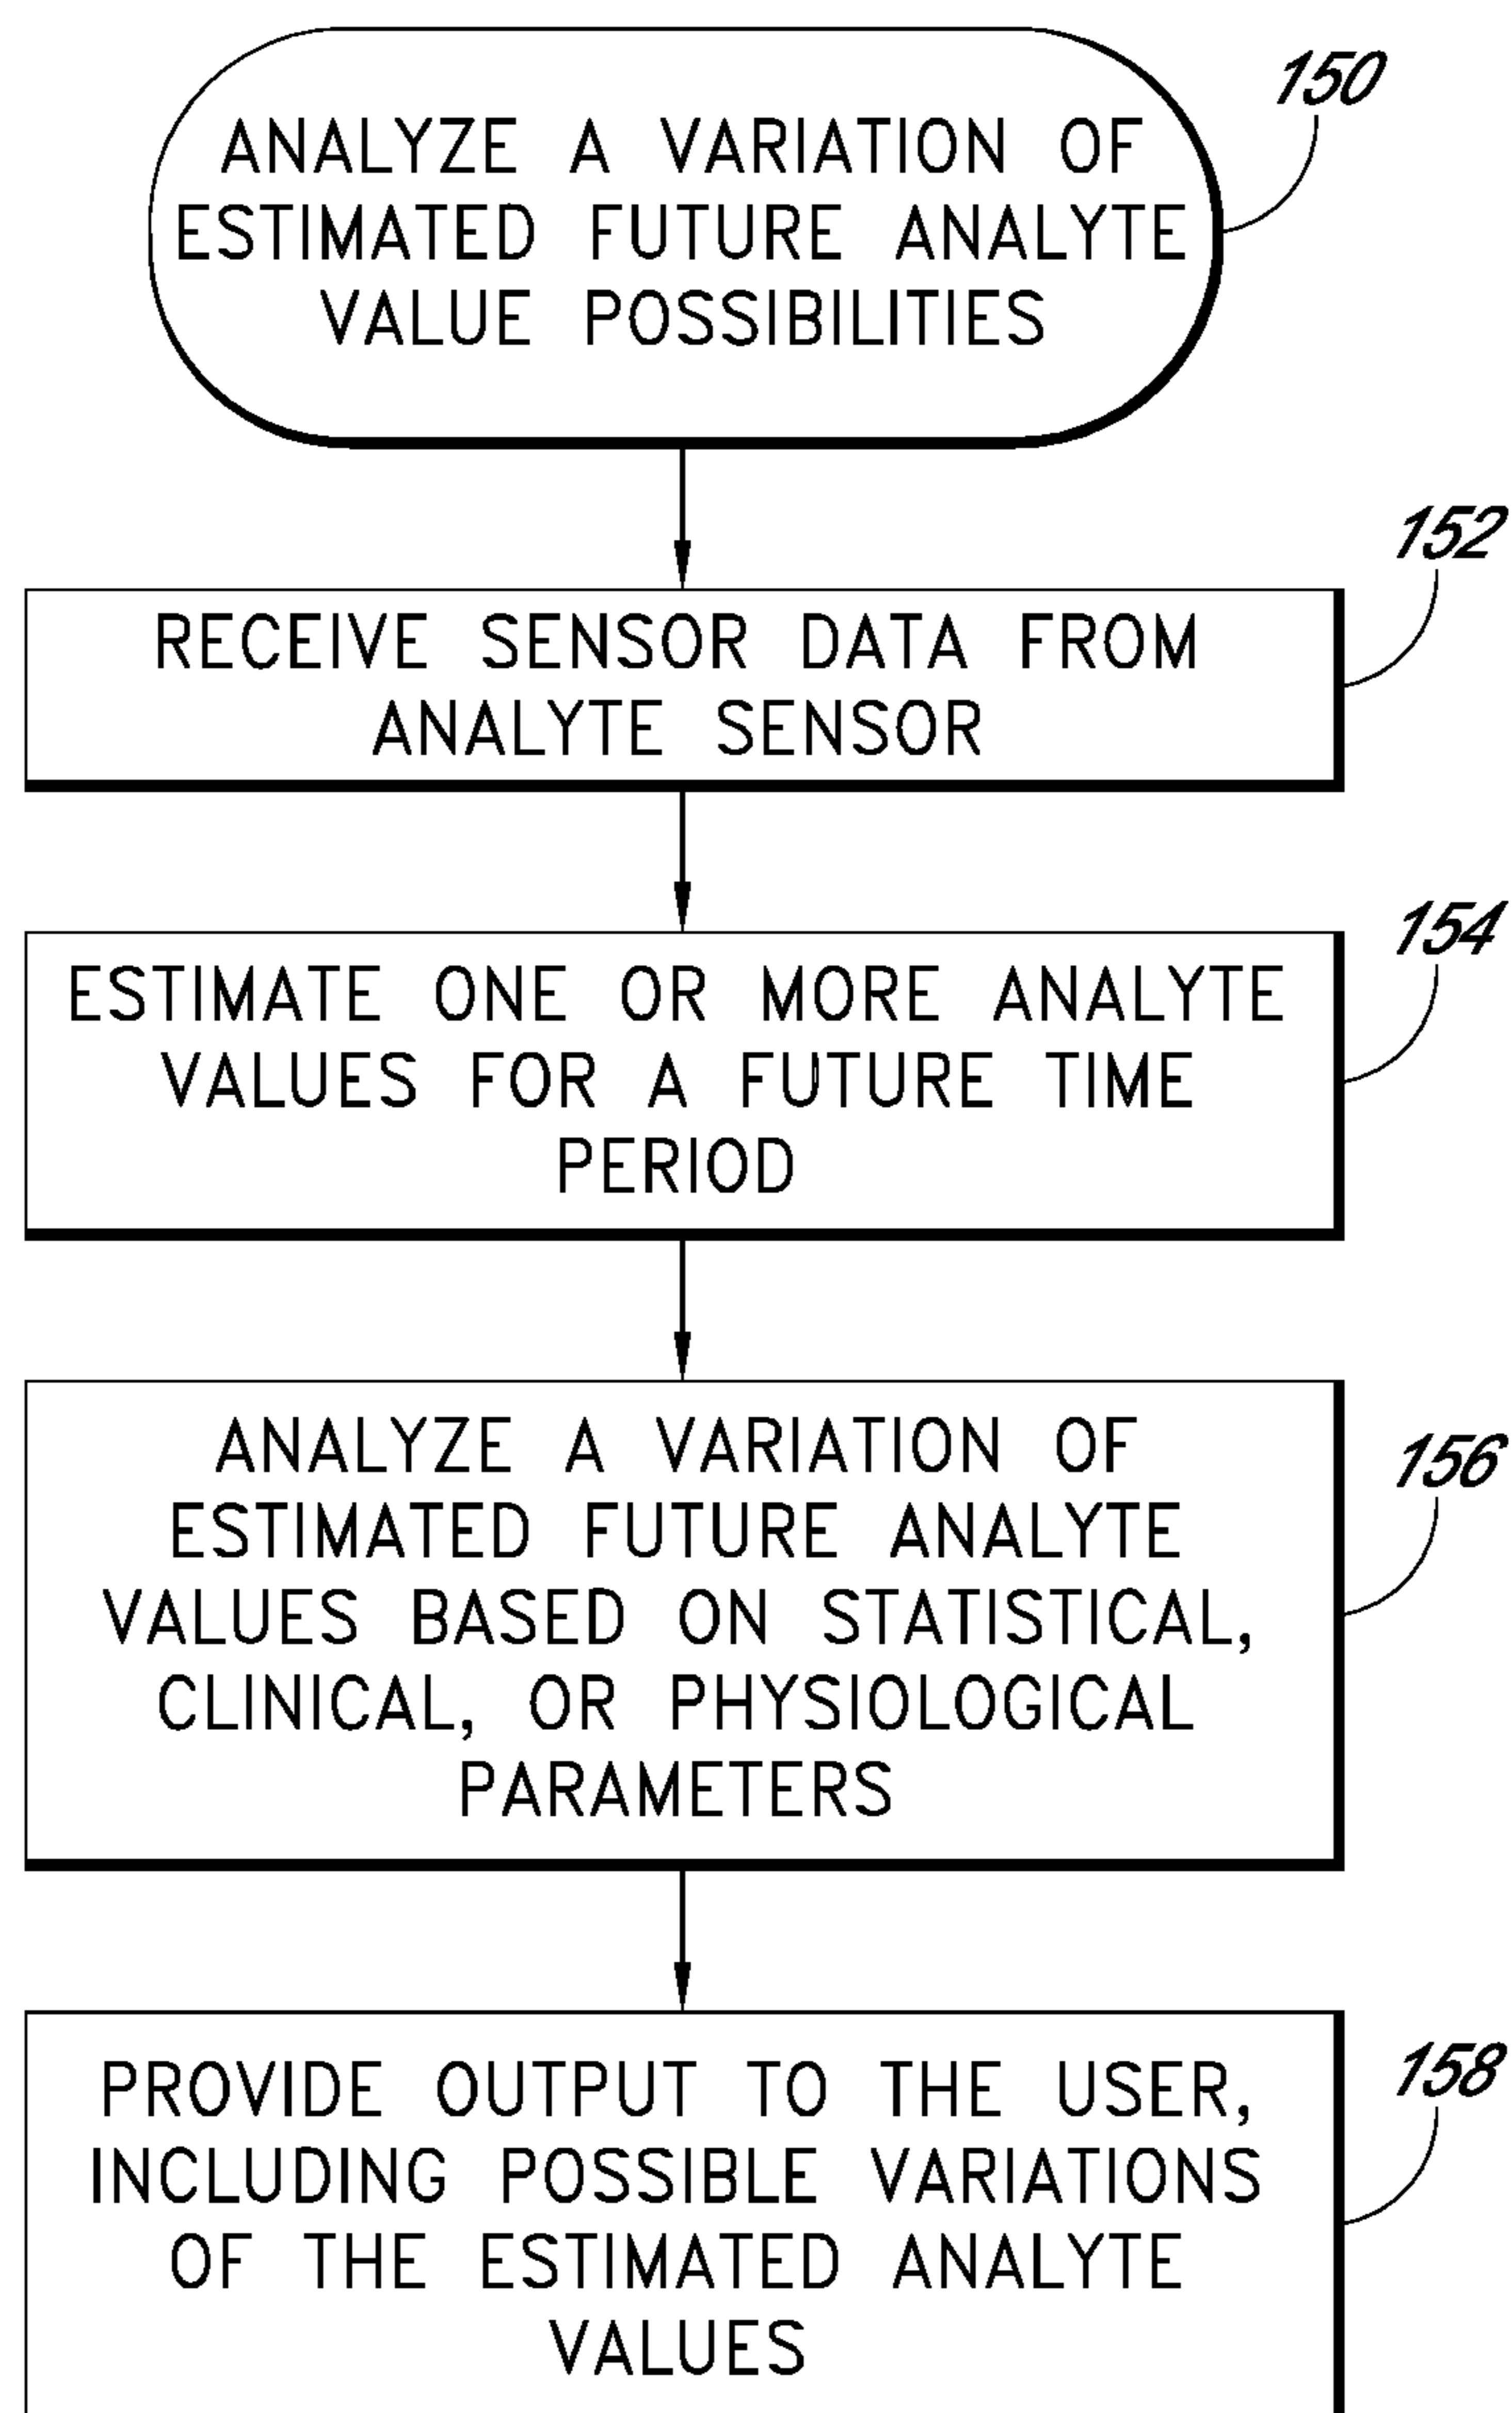 150
ANALYZE A VARIATION OF
ESTIMATED FUTURE ANALYTE
VALUE POSSIBILITIES
152
RECEIVE SENSOR DATA FROM
ANALYTE SENSOR
154
ESTIMATE ONE OR MORE ANALYTE
VALUES FOR A FUTURE TIME
PERIOD
156
ANALYZE A VARIATION OF
ESTIMATED FUTURE ANALYTE
VALUES BASED ON STATISTICAL,
CLINICAL, OR PHYSIOLOGICAL
PARAMETERS
158
PROVIDE OUTPUT TO THE USER,
INCLUDING POSSIBLE VARIATIONS
OF THE ESTIMATED ANALYTE
VALUES